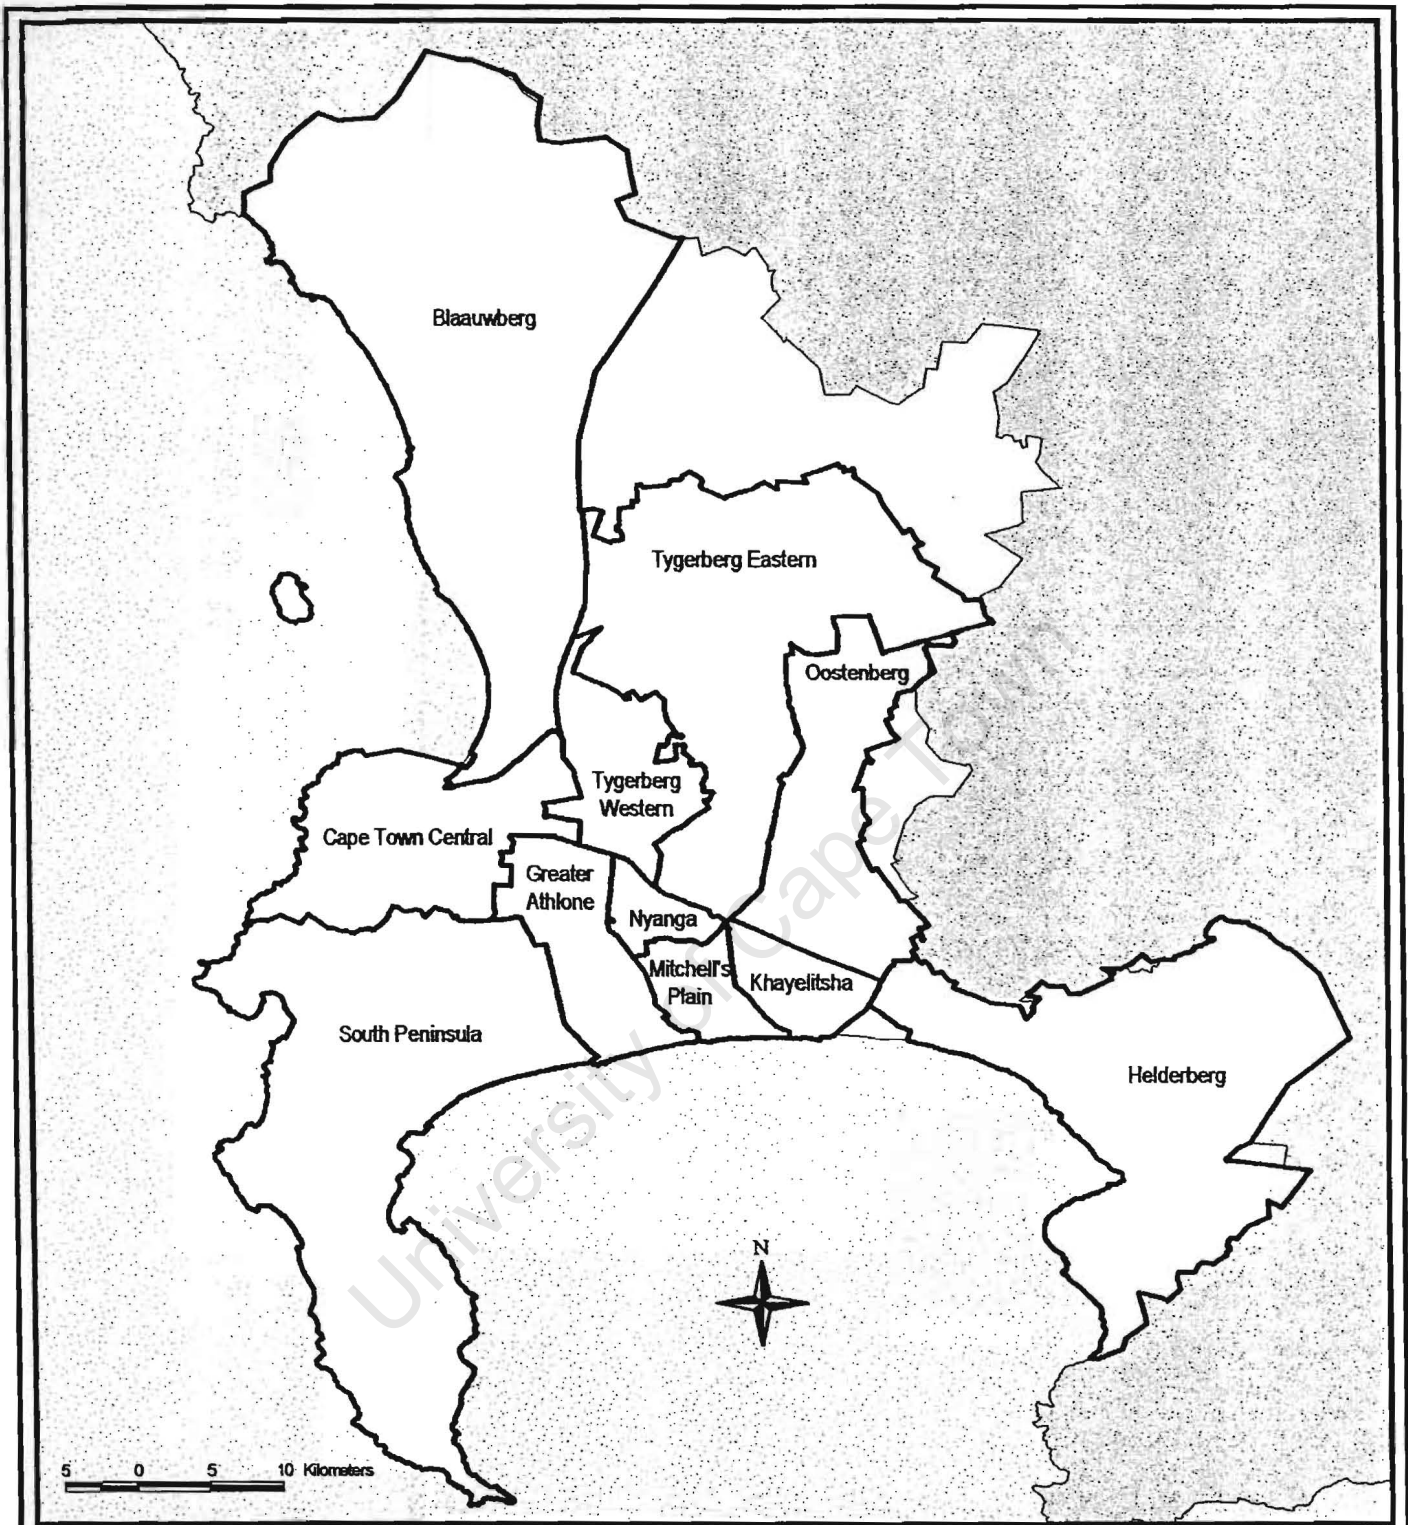 Blaauwberg
Tygerberg Eastern
Oostenberg
Tygerberg
Western
Cape Town Central
Greater
Athlone
Nyanga
Mitchell's
Plain
Khayelitsha
South Peninsula
Helderberg
University of Cape Town
N
5 0 5 10 Kilometers